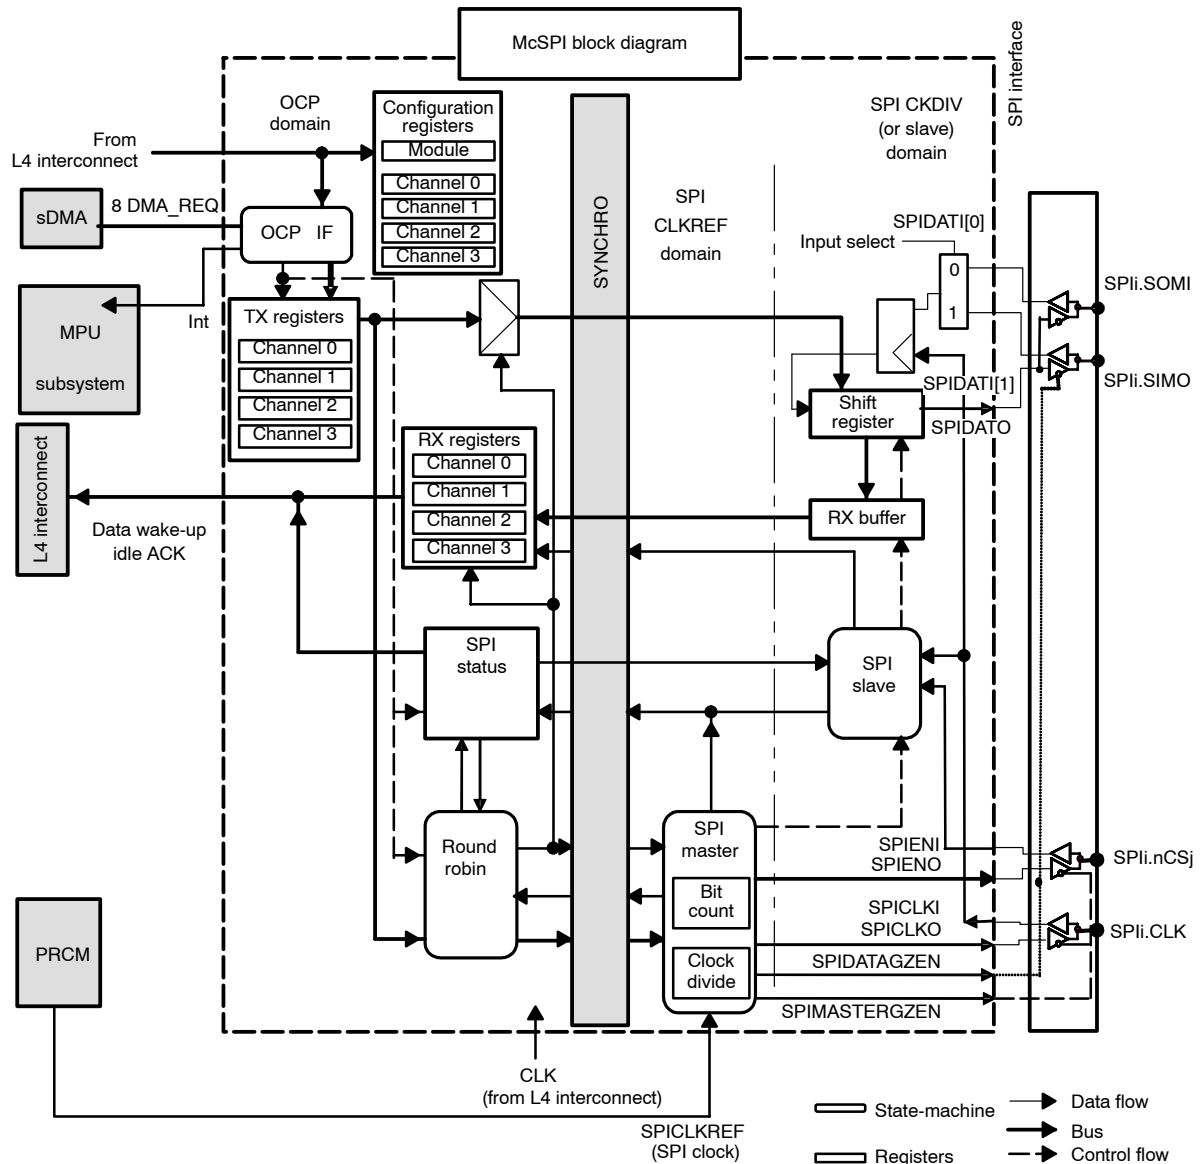 McSPI block diagram
SPI interface
OCP
domain
Configuration
registers
Module
Channel 0
Channel 1
Channel 2
Channel 3
SPI CKDIV
(or slave)
domain
From
L4 interconnect
sDMA
8 DMA_REQ
OCP IF
SYNCHRO
SPI
CLKREF
domain
SPIDATI[0]
Input select
0
1
SPIi.SOMI
MPU
subsystem
Int
TX registers
Channel 0
Channel 1
Channel 2
Channel 3
SPIDATI[1]
SPIi.SIMO
Shift
register
SPIDATO
L4 interconnect
RX registers
Channel 0
Channel 1
Channel 2
Channel 3
RX buffer
Data wake-up
idle ACK
SPI
status
SPI
slave
Round
robin
SPI
master
Bit
count
Clock
divide
SPIENI
SPIENO
SPIi.nCSj
SPICLKI
SPICLKO
SPIi.CLK
SPIDATAGZEN
SPIMASTERGZEN
PRCM
CLK
(from L4 interconnect)
SPICLKREF
(SPI clock)
State-machine
Registers
Data flow
Bus
Control flow